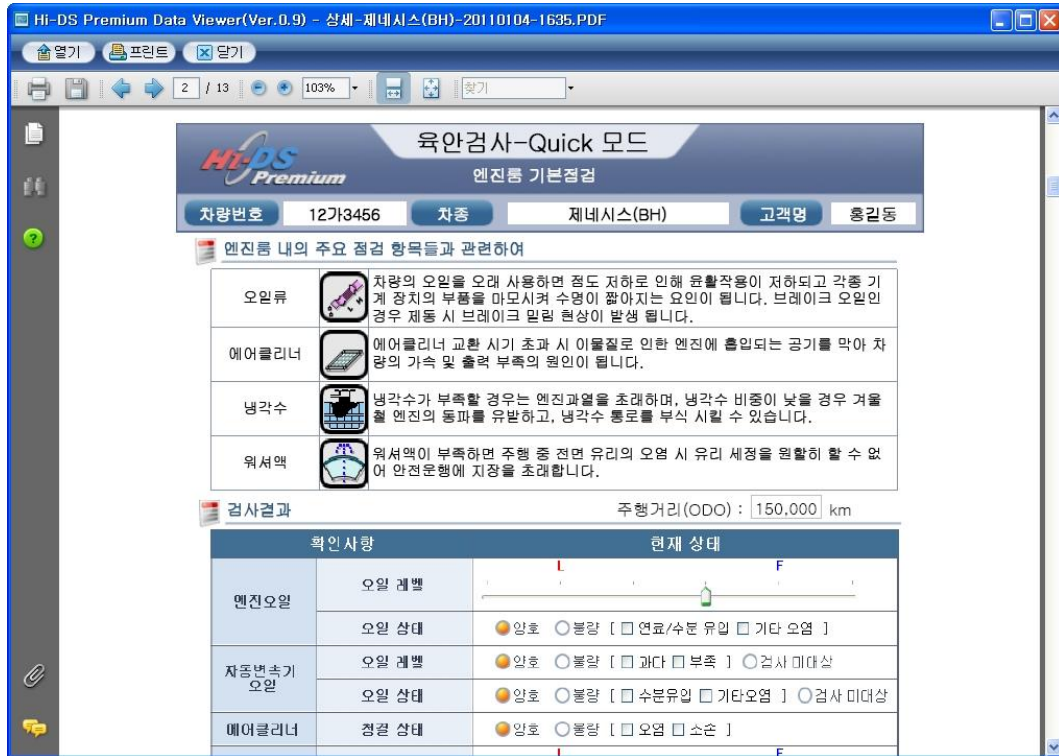 Hi-DS Premium Data Viewer(Ver.0.9) - 상세-제네시스(BH)-20110104-1635.PDF
열기 프린트 닫기
2 / 13 103% 찾기
Hi-DS Premium
육안검사-Quick 모드
엔진룸 기본점검
차량번호 12가3456 차종 제네시스(BH) 고객명 홍길동
엔진룸 내의 주요 점검 항목들과 관련하여
오일류
차량의 오일을 오래 사용하면 점도 저하로 인해 윤활작용이 저하되고 각종 기
계 장치의 부품을 마모시켜 수명이 짧아지는 요인이 됩니다. 브레이크 오일인
경우 제동 시 브레이크 밀림 현상이 발생 됩니다.
에어클리너
에어클리너 교환 시기 초과 시 이물질로 인한 엔진에 흡입되는 공기를 막아 차
량의 가속 및 출력 부족의 원인이 됩니다.
냉각수
냉각수가 부족할 경우는 엔진과열을 초래하며, 냉각수 비중이 낮을 경우 겨울
철 엔진의 동파를 유발하고, 냉각수 통로를 부식 시킬 수 있습니다.
워셔액
워셔액이 부족하면 주행 중 전면 유리의 오염 시 유리 세정을 원활히 할 수 없
어 안전운행에 지장을 초래합니다.
검사결과 주행거리(ODO) : 150,000 km
확인사항 현재 상태
엔진오일
오일 레벨 L F
오일 상태 양호 불량 [ 연료/수분 유입 기타 오염 ]
자동변속기
오일
오일 레벨 양호 불량 [ 과다 부족 ] 검사 미대상
오일 상태 양호 불량 [ 수분유입 기타오염 ] 검사 미대상
에어클리너 청결 상태 양호 불량 [ 오염 소손 ]
L F